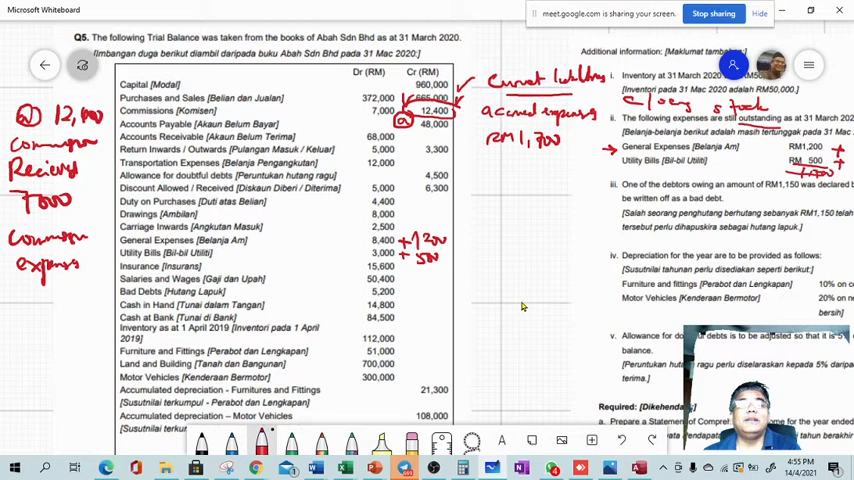 Microsoft Whiteboard
meet.google.com is sharing your screen.
Stop sharing
Hide
Q5. The following Trial Balance was taken from the books of Abah Sdn Bhd as at 31 March 2020.
[Imbangan duga berikut diambil daripada buku Abah Sdn Bhd pada 31 Mac 2020:]
Dr (RM) Cr (RM)
Capital [Modal] 960,000
Purchases and Sales [Belian dan Jualan] 372,000 665,000
Commissions [Komisen] 7,000 12,400
Accounts Payable [Akaun Belum Bayar] 48,000
Accounts Receivable [Akaun Belum Terima] 68,000
Return Inwards / Outwards [Pulangan Masuk / Keluar] 5,000 3,300
Transportation Expenses [Belanja Pengangkutan] 12,000
Allowance for doubtful debts [Peruntukan hutang ragu] 4,500
Discount Allowed / Received [Diskaun Diberi / Diterima] 5,000 6,300
Duty on Purchases [Duti atas Belian] 4,400
Drawings [Ambilan] 8,000
Carriage Inwards [Angkutan Masuk] 2,500
General Expenses [Belanja Am] 8,400 +1200
Utility Bills [Bil-bil Utiliti] 3,000 +500
Insurance [Insurans] 15,600
Salaries and Wages [Gaji dan Upah] 50,400
Bad Debts [Hutang Lapuk] 5,200
Cash in Hand [Tunai dalam Tangan] 14,800
Cash at Bank [Tunai di Bank] 84,500
Inventory as at 1 April 2019 [Inventori pada 1 April
2019] 112,000
Furniture and Fittings [Perabot dan Lengkapan] 51,000
Land and Building [Tanah dan Bangunan] 700,000
Motor Vehicles [Kenderaan Bermotor] 300,000
Accumulated depreciation - Furnitures and Fittings 21,300
[Susutnilai terkumpul - Perabot dan Lengkapan]
Accumulated depreciation – Motor Vehicles 108,000
[Susutnilai
Commission
Recieved
7000
Commission
expenses
a
Current liabilities
accrued expenses
RM1,700
Additional information: [Maklumat tambahan:
i. Inventory at 31 March 2020
[Inventori pada 31 Mac 2020 adalah RM50,000.]
Closing stock
ii. The following expenses are still outstanding as at 31 March 202
[Belanja-belanja berikut adalah masih tertunggak pada 31 Mac
General Expenses [Belanja Am] RM1,200 +
Utility Bills [Bil-bil Utiliti] RM 500 +
iii. One of the debtors owing an amount of RM1,150 was declared b
be written off as a bad debt.
[Salah seorang penghutang berhutang sebanyak RM1,150 telah
tersebut perlu dihapuskira sebagai hutang lapuk.]
iv. Depreciation for the year are to be provided as follows:
[Susutnilai tahunan perlu disediakan seperti berikut:]
Furniture and fittings [Perabot dan Lengkapan] 10% on co
Motor Vehicles [Kenderaan Bermotor] 20% on ne
bersih]
v. Allowance for debts is to be adjusted so that it is 5%
balance.
[Peruntukan hutang ragu perlu diselaraskan kepada 5% daripa
terima.]
Required: [Dikehendaki:]
a. Prepare a Statement of Compre ome for the year ended
4:55 PM
14/4/2021